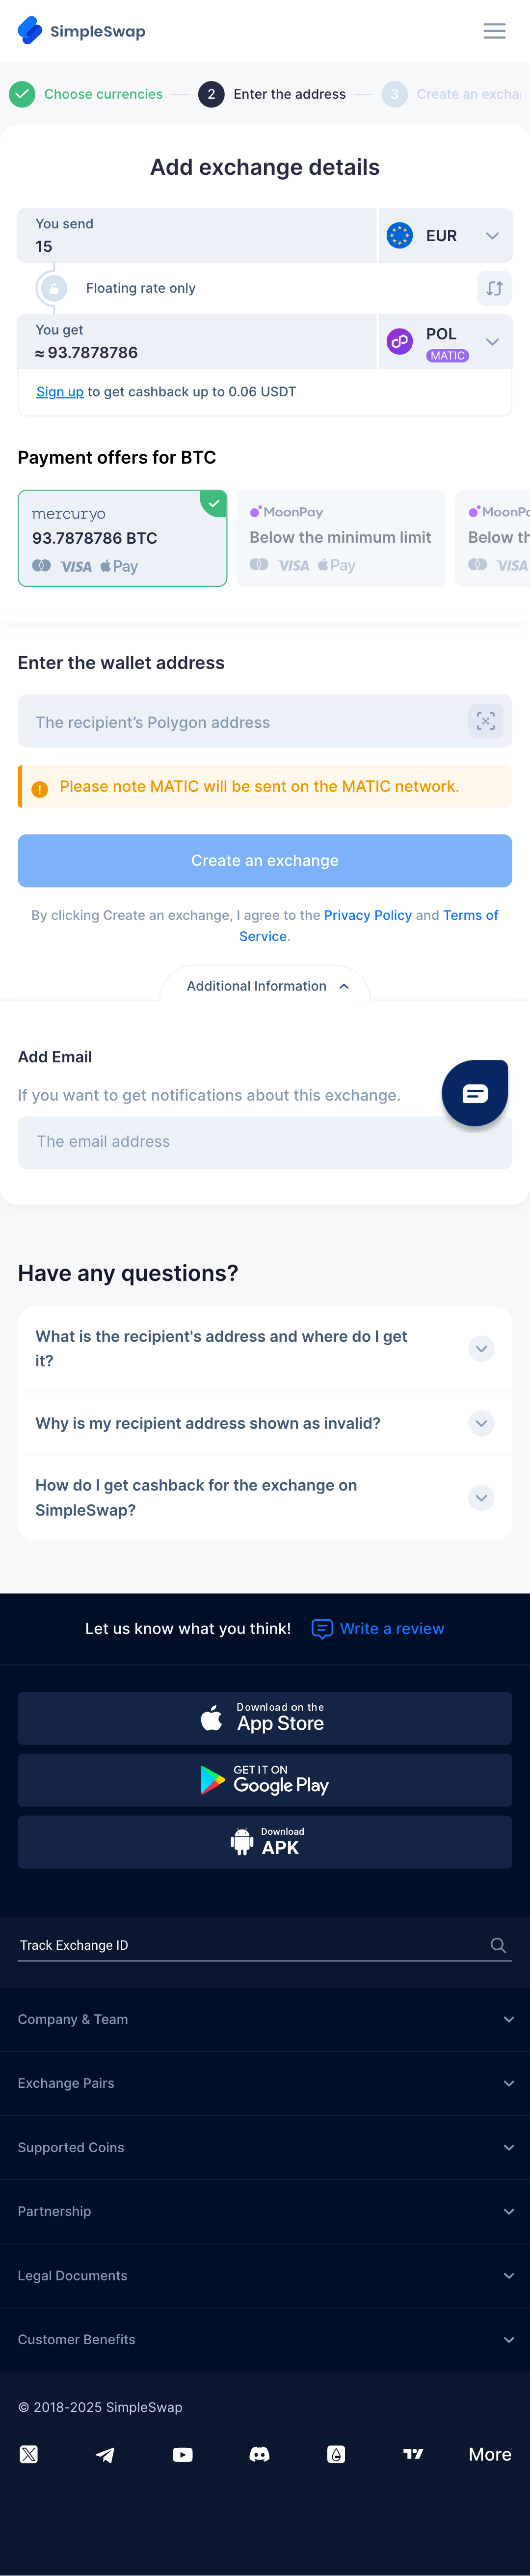 SimpleSwap
Choose currencies
2
Enter the address
3
Create an exchan
Add exchange details
You send
15
EUR
Floating rate only
You get
≈ 93.7878786
POL
MATIC
Sign up to get cashback up to 0.06 USDT
Payment offers for BTC
mercuryo
93.7878786 BTC
VISA
Pay
MoonPay
Below the minimum limit
VISA
Pay
MoonPa
Below th
VISA
Enter the wallet address
The recipient's Polygon address
Please note MATIC will be sent on the MATIC network.
Create an exchange
By clicking Create an exchange, I agree to the Privacy Policy and Terms of
Service.
Additional Information
Add Email
If you want to get notifications about this exchange.
The email address
Have any questions?
What is the recipient's address and where do I get
it?
Why is my recipient address shown as invalid?
How do I get cashback for the exchange on
SimpleSwap?
Let us know what you think!
Write a review
Download on the
App Store
GET IT ON
Google Play
Download
APK
Track Exchange ID
Company & Team
Exchange Pairs
Supported Coins
Partnership
Legal Documents
Customer Benefits
© 2018-2025 SimpleSwap
More